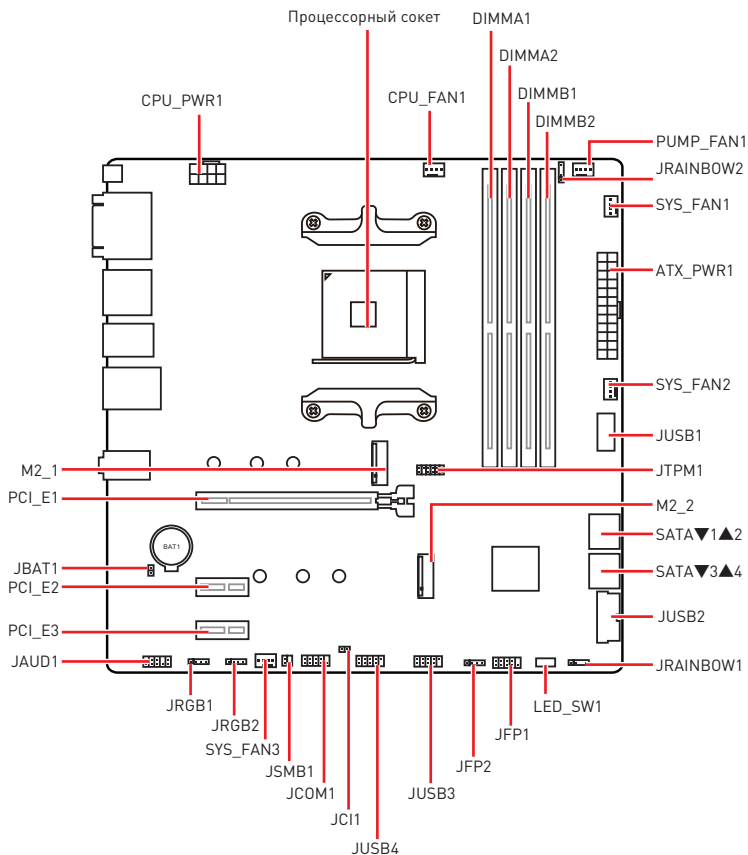 Процессорный сокет
DIMMA1
DIMMA2
DIMMB1
DIMMB2
CPU_PWR1
CPU_FAN1
PUMP_FAN1
JRAINBOW2
SYS_FAN1
ATX_PWR1
SYS_FAN2
JUSB1
JTPM1
M2_1
PCI_E1
M2_2
SATA▼1▲2
BAT1
JBAT1
SATA▼3▲4
PCI_E2
JUSB2
PCI_E3
JAUD1
JRAINBOW1
JRGB1
LED_SW1
JRGB2
JFP1
SYS_FAN3
JFP2
JSMB1
JCOM1
JUSB3
JCI1
JUSB4